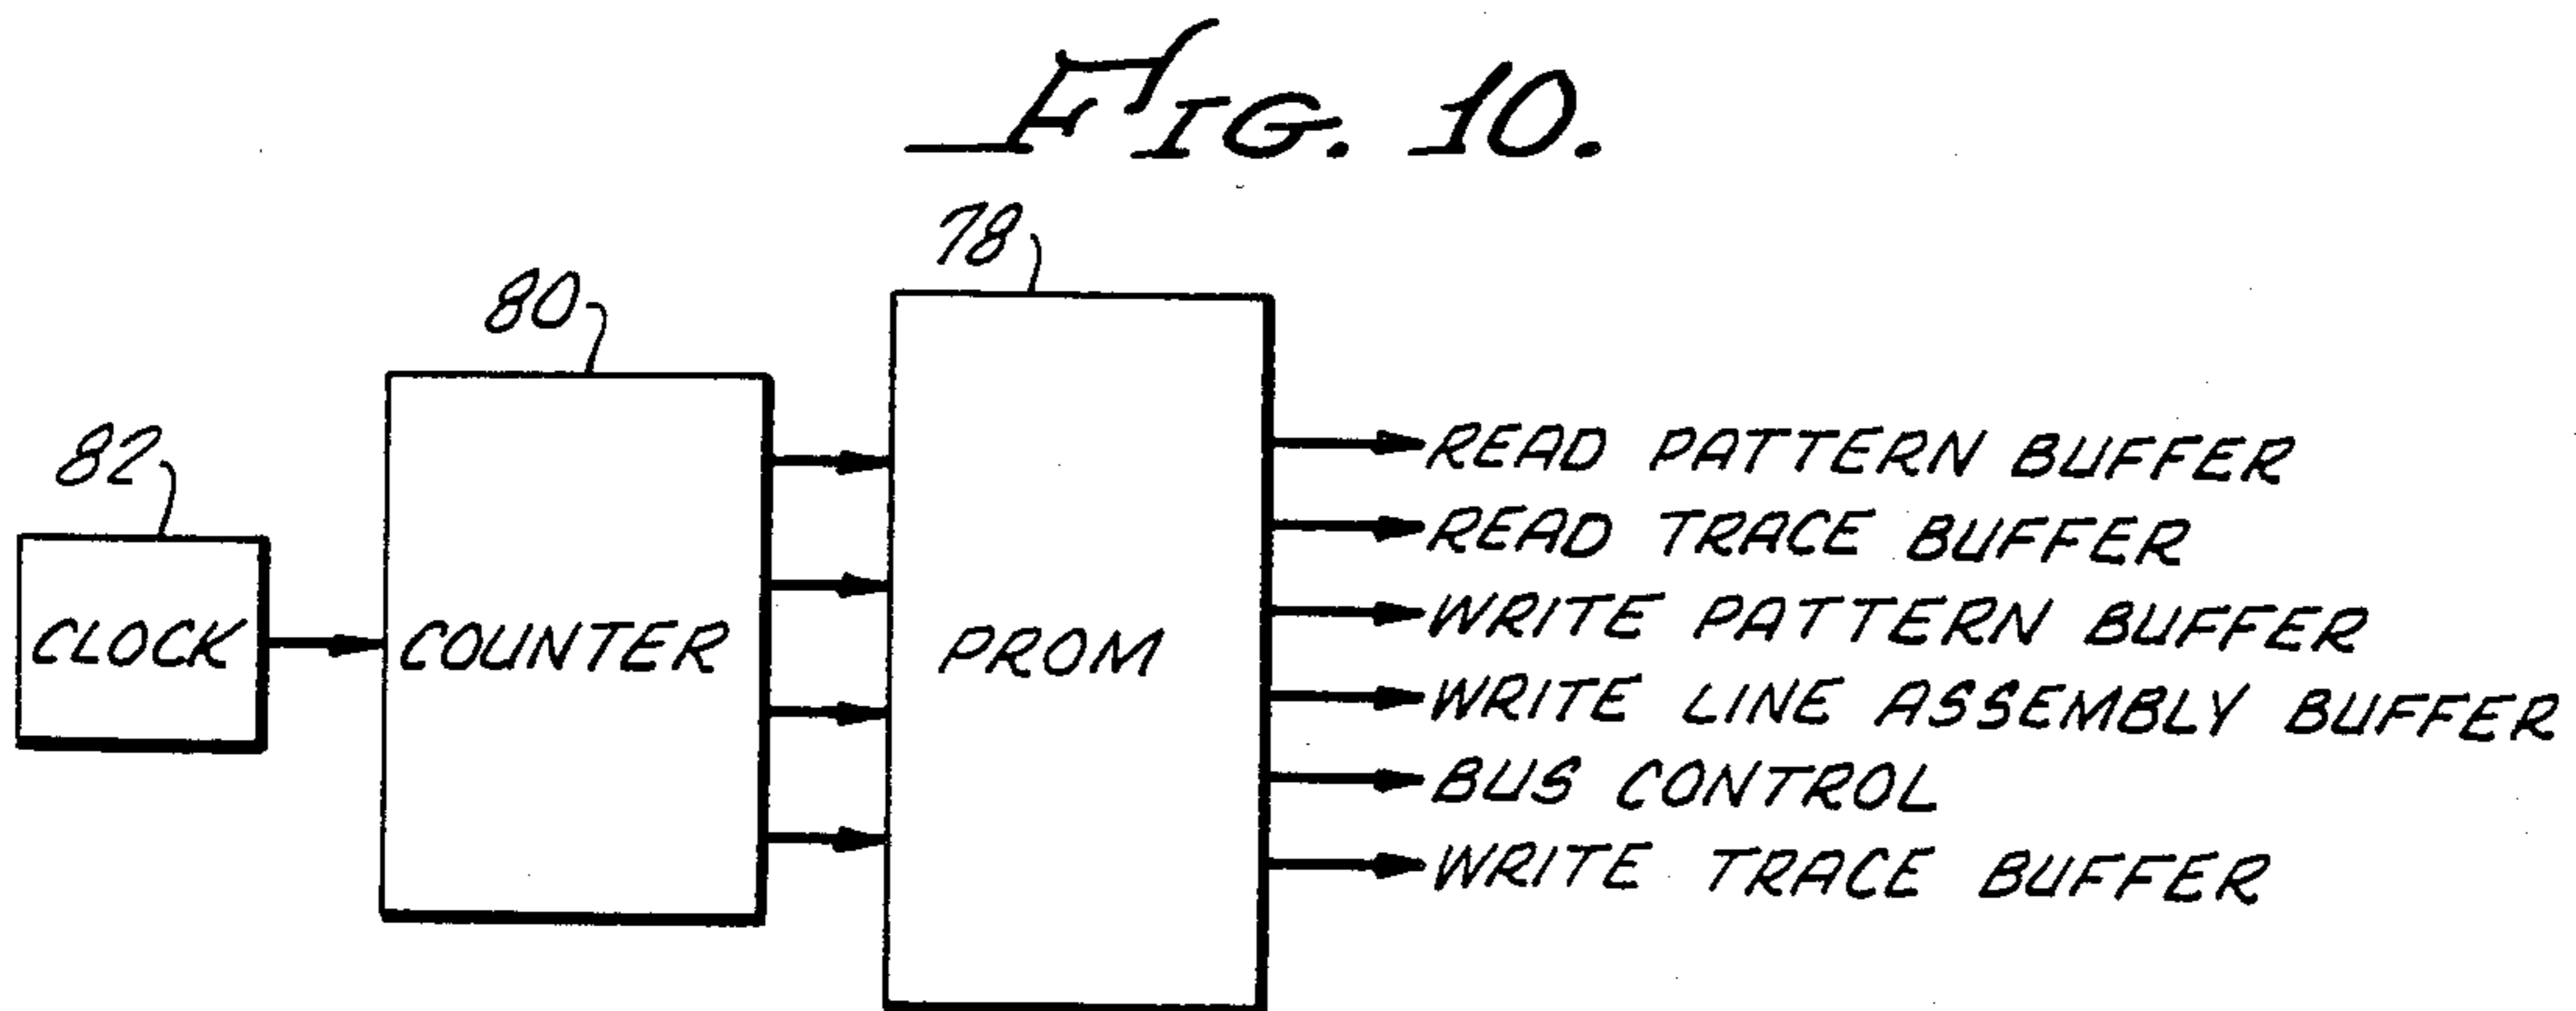 FIG. 10.
78
80
82
CLOCK
COUNTER
PROM
READ PATTERN BUFFER
READ TRACE BUFFER
WRITE PATTERN BUFFER
WRITE LINE ASSEMBLY BUFFER
BUS CONTROL
WRITE TRACE BUFFER